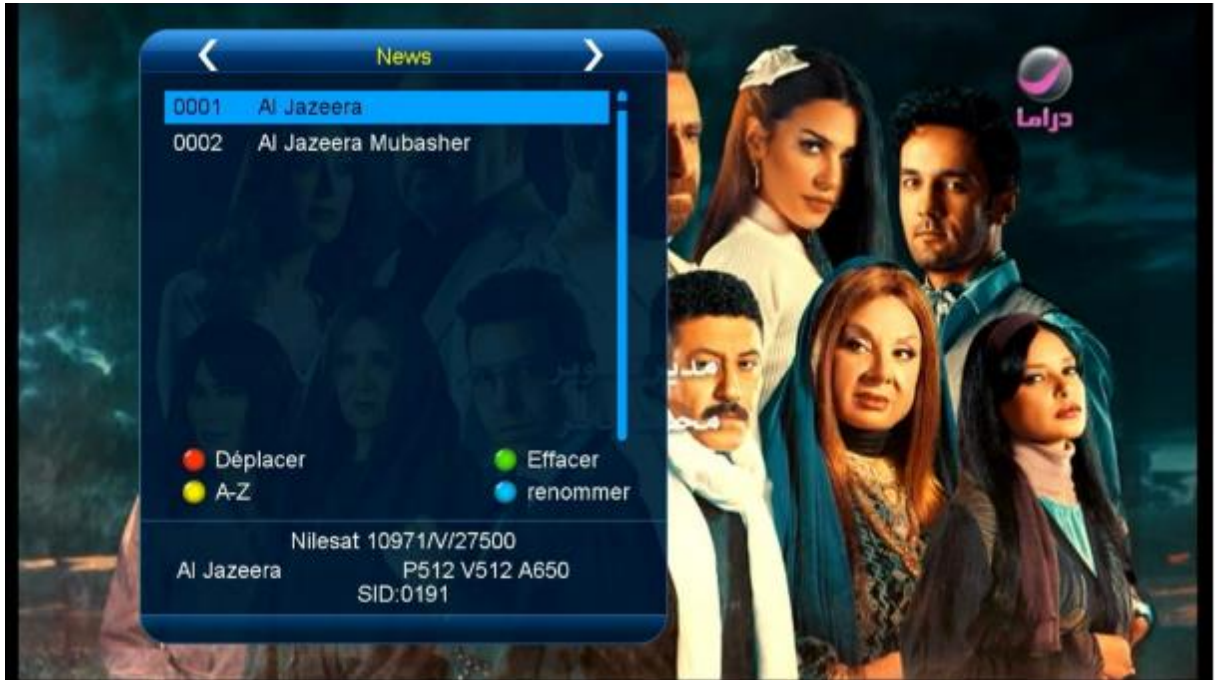 News
0001 Al Jazeera
0002 Al Jazeera Mubasher
Déplacer Effacer
A-Z renommer
Nilesat 10971/V/27500
Al Jazeera P512 V512 A650
SID:0191
دراما
مدير